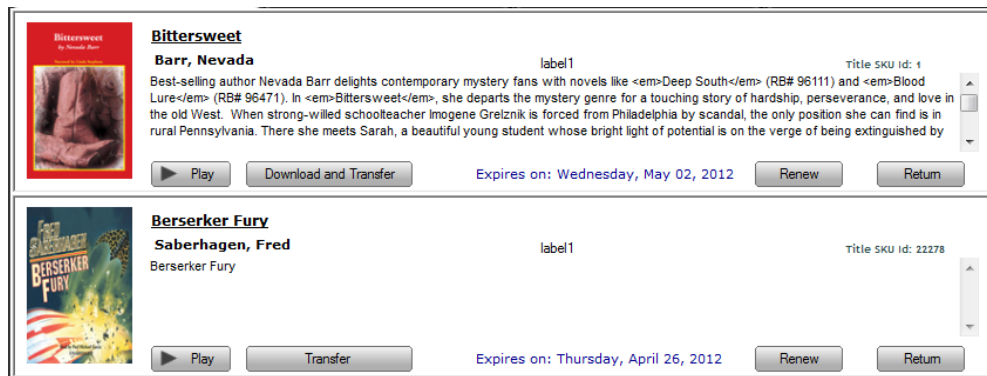 Bittersweet
by Nevada Barr
Bittersweet
Barr, Nevada
label1
Title SKU Id: 1
Best-selling author Nevada Barr delights contemporary mystery fans with novels like <em>Deep South</em> (RB# 96111) and <em>Blood
Lure</em> (RB# 96471). In <em>Bittersweet</em>, she departs the mystery genre for a touching story of hardship, perseverance, and love in
the old West.  When strong-willed schoolteacher Imogene Grelznik is forced from Philadelphia by scandal, the only position she can find is in
rural Pennsylvania. There she meets Sarah, a beautiful young student whose bright light of potential is on the verge of being extinguished by
Play
Download and Transfer
Expires on: Wednesday, May 02, 2012
Renew
Return
FRED
SABERHAGEN
BERSERKER
FURY
Berserker Fury
Saberhagen, Fred
label1
Title SKU Id: 22278
Berserker Fury
Play
Transfer
Expires on: Thursday, April 26, 2012
Renew
Return